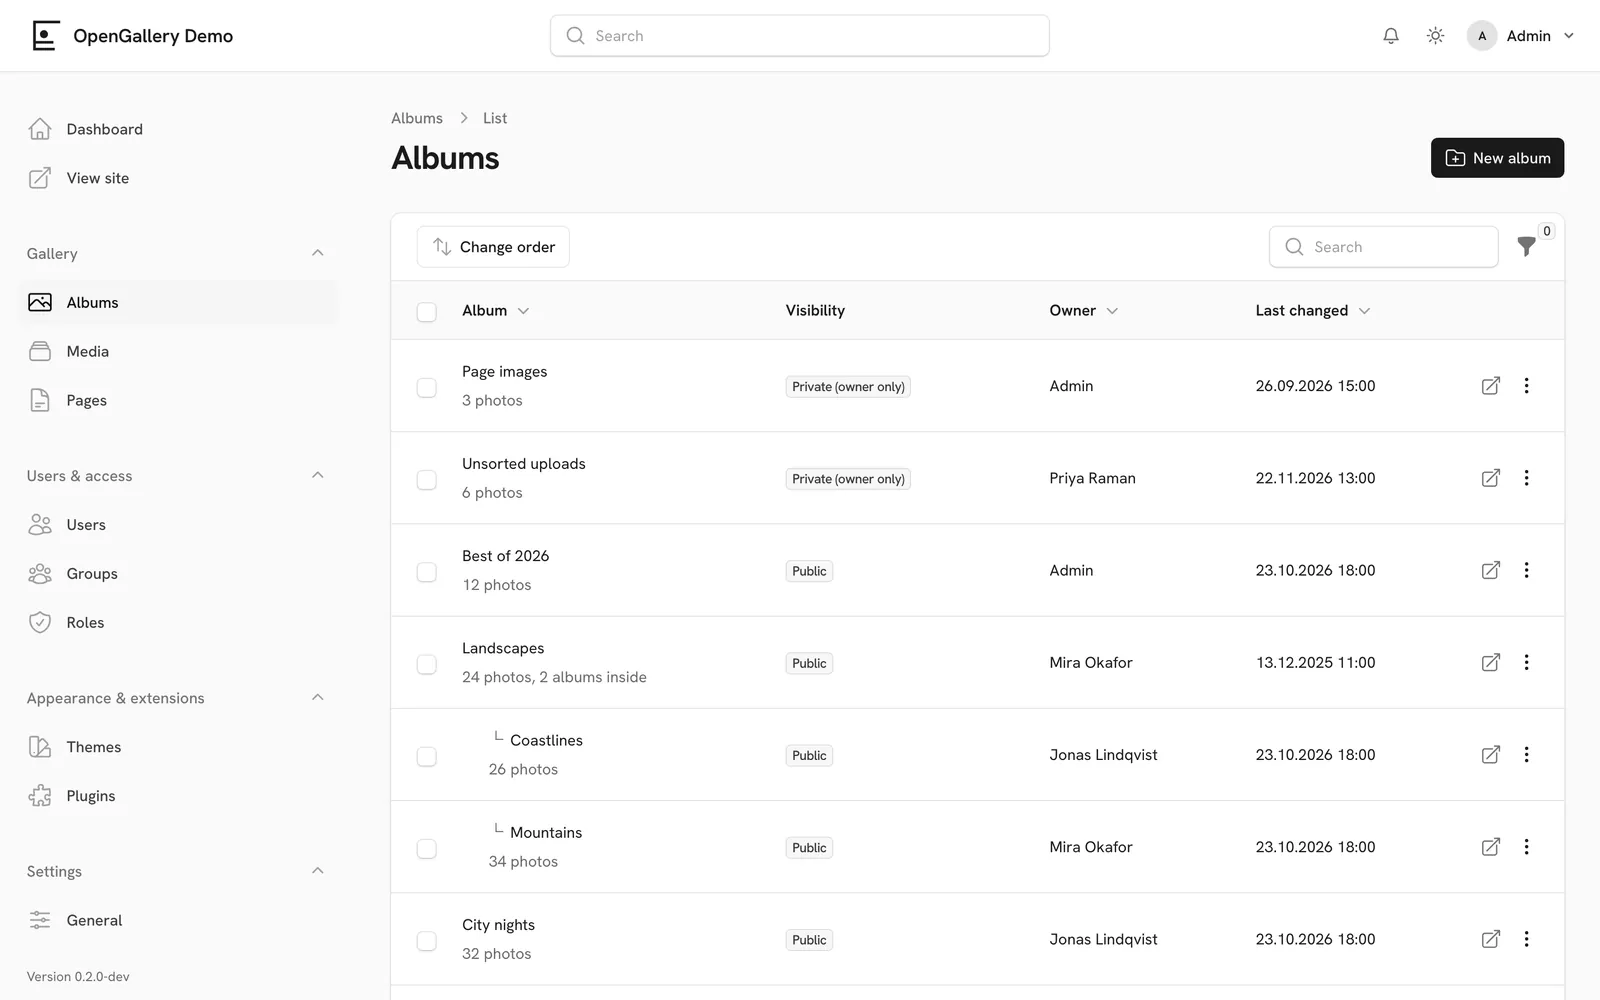 OpenGallery Demo
Search
A
Admin
Dashboard
View site
Gallery
Albums
Media
Pages
Users & access
Users
Groups
Roles
Appearance & extensions
Themes
Plugins
Settings
General
Version 0.2.0-dev
Albums > List
Albums
New album
Change order
Search
0
Album Visibility Owner Last changed
Page images
3 photos
Private (owner only)
Admin
26.09.2026 15:00
Unsorted uploads
6 photos
Private (owner only)
Priya Raman
22.11.2026 13:00
Best of 2026
12 photos
Public
Admin
23.10.2026 18:00
Landscapes
24 photos, 2 albums inside
Public
Mira Okafor
13.12.2025 11:00
Coastlines
26 photos
Public
Jonas Lindqvist
23.10.2026 18:00
Mountains
34 photos
Public
Mira Okafor
23.10.2026 18:00
City nights
32 photos
Public
Jonas Lindqvist
23.10.2026 18:00